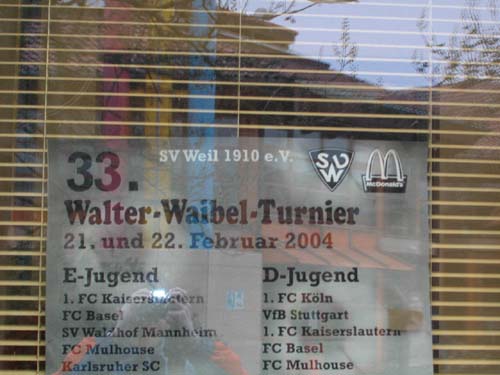 SV Weil 1910 e.V.
33.
SVW
McDonald's
Walter-Waibel-Turnier
21. und 22. Februar 2004
E-Jugend
1. FC Kaiserslautern
FC Basel
SV Waldhof Mannheim
FC Mulhouse
Karlsruher SC
D-Jugend
1. FC Köln
VfB Stuttgart
1. FC Kaiserslautern
FC Basel
FC Mulhouse